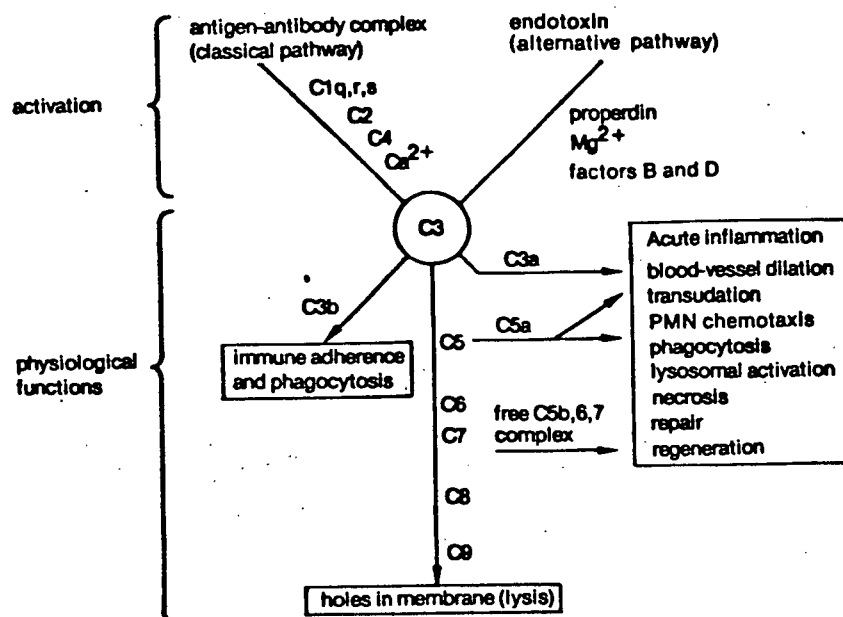 antigen-antibody complex
(classical pathway)
endotoxin
(alternative pathway)
activation
C1q,r,s
C2
C4
Ca2+
properdin
Mg2+
factors B and D
C3
C3a
C3b
Acute inflammation
blood-vessel dilation
transudation
PMN chemotaxis
phagocytosis
lysosomal activation
necrosis
repair
regeneration
physiological
functions
immune adherence
and phagocytosis
C5
C5a
C6
C7
free C5b,6,7
complex
C8
C9
holes in membrane (lysis)